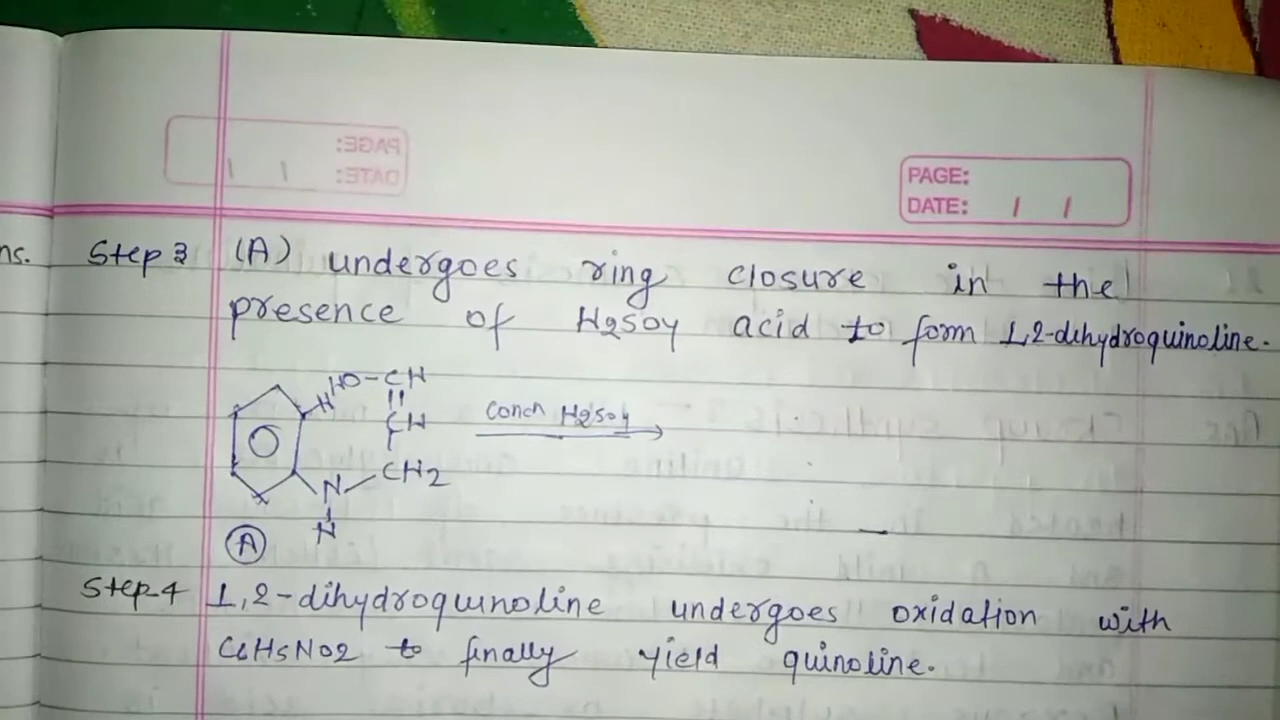 PAGE:
DATE: / /
PAGE:
DATE: / /
ns. Step 3 (A) undergoes ring closure in the
presence of H2SO4 acid to form 1,2-dihydroquinoline.
H HO-CH
||
CH
Concn H2SO4
CH2
N
N
A
Step-4 1,2-dihydroquinoline undergoes oxidation with
C6H5NO2 to finally yield quinoline.